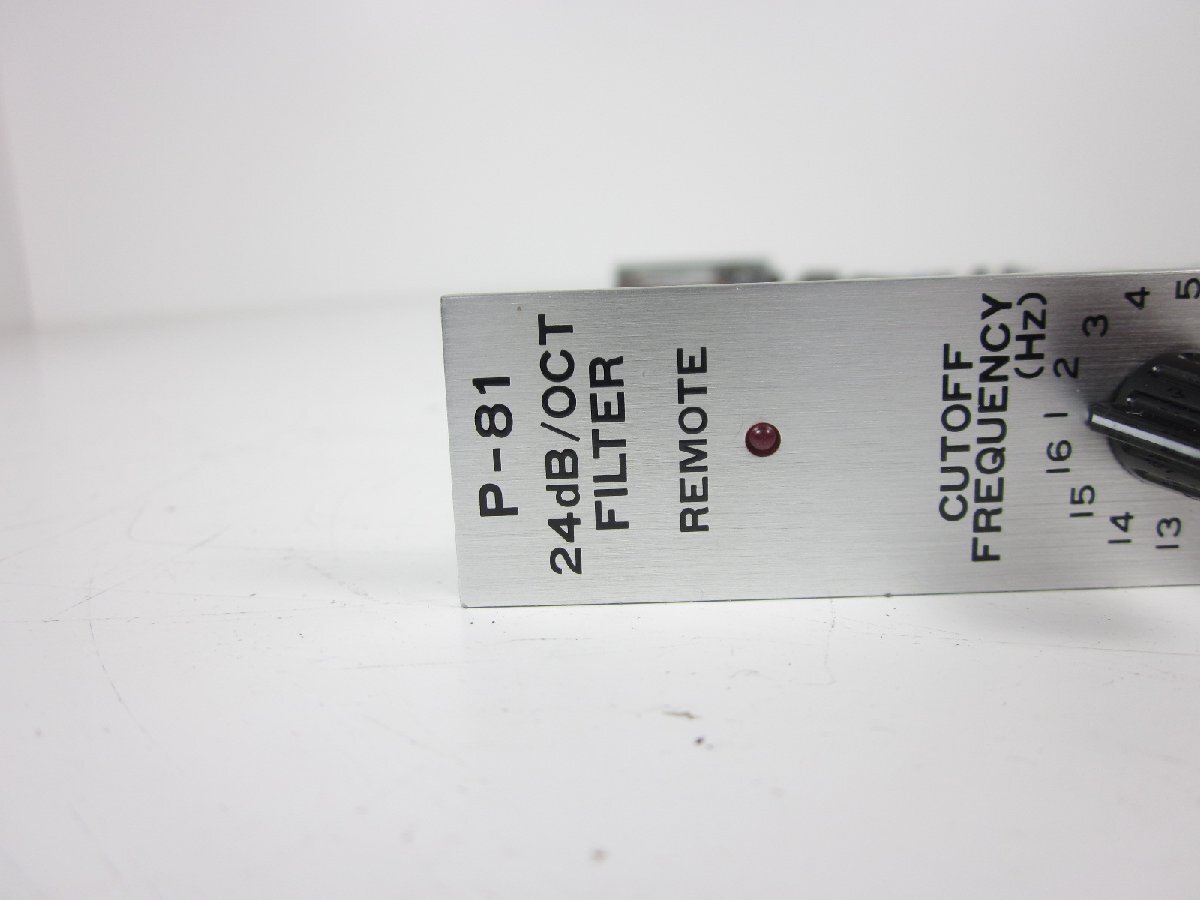 P-81
24dB/OCT
FILTER
REMOTE
CUTOFF
FREQUENCY
(Hz)
1
2
3
4
5
13
14
15
16